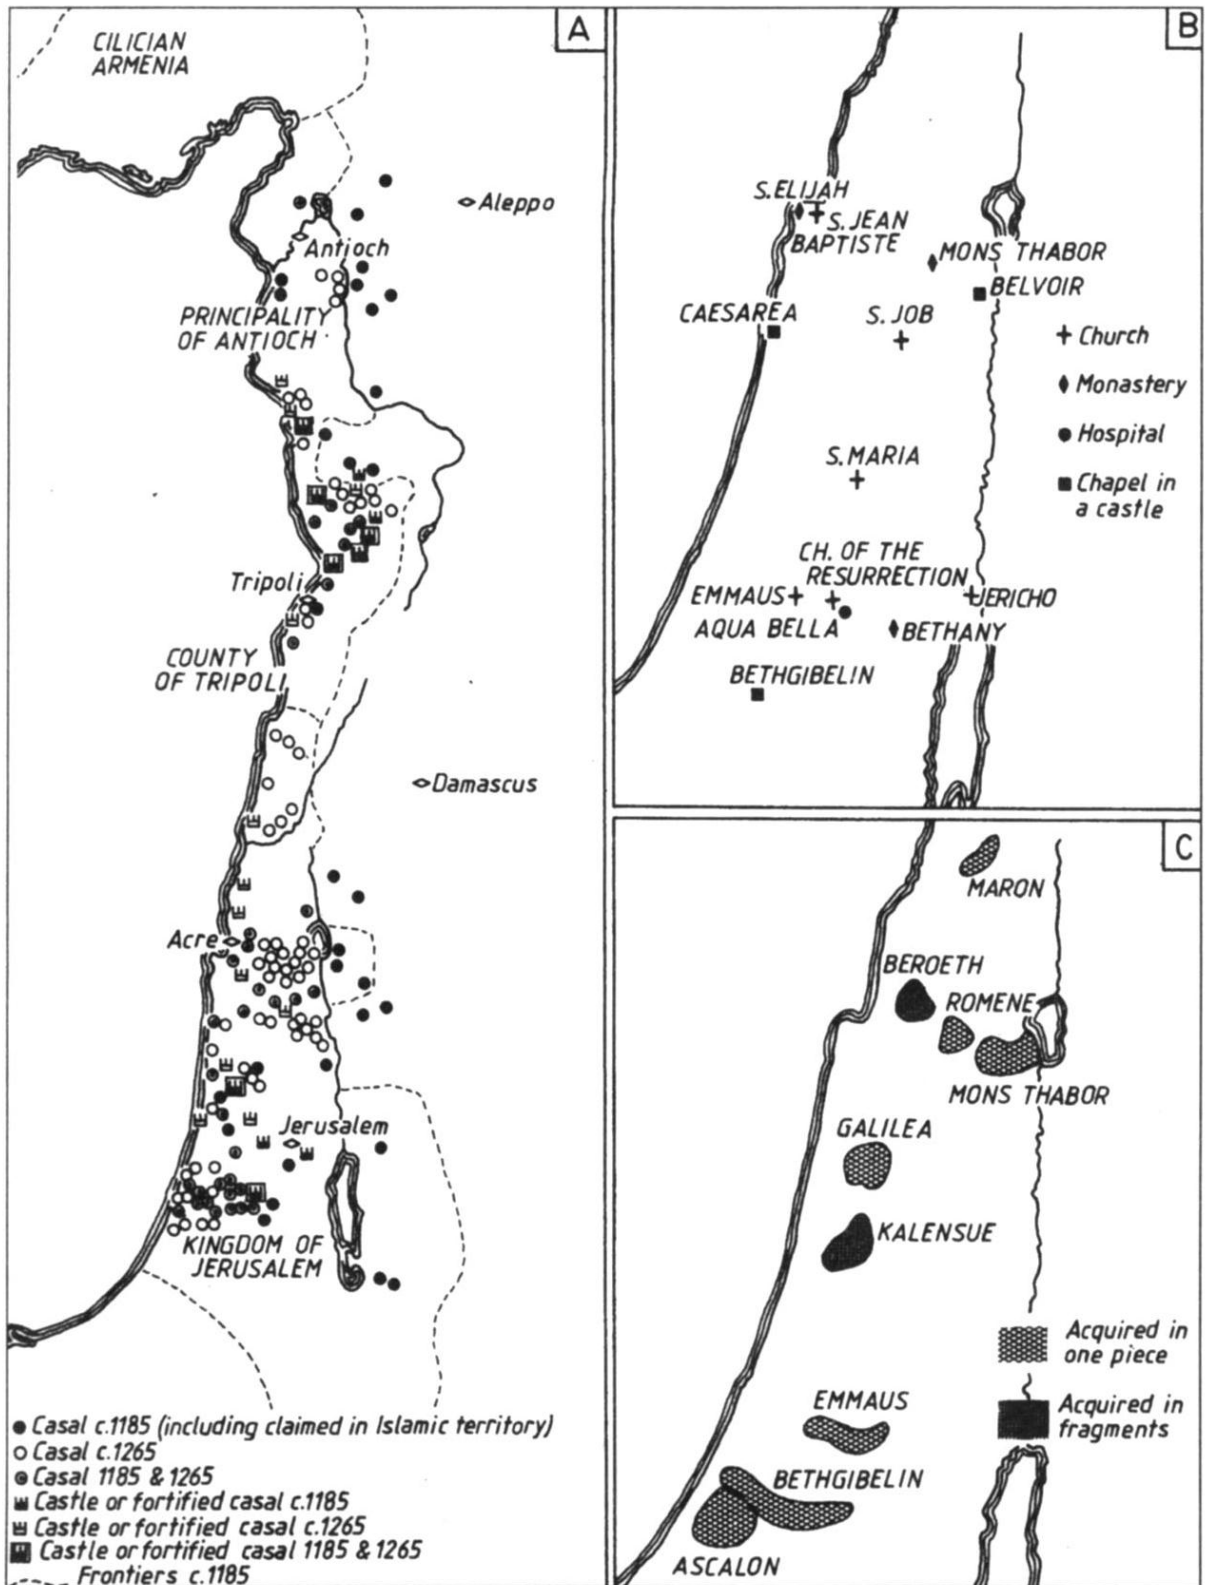 A
CILICIAN
ARMENIA
Aleppo
Antioch
PRINCIPALITY
OF ANTIOCH
Tripoli
COUNTY
OF TRIPOLI
Damascus
Acre
Jerusalem
KINGDOM OF
JERUSALEM
Casal c.1185 (including claimed in Islamic territory)
Casal c.1265
Casal 1185 & 1265
Castle or fortified casal c.1185
Castle or fortified casal c.1265
Castle or fortified casal 1185 & 1265
Frontiers c.1185
B
S.ELIJAH
S.JEAN
BAPTISTE
MONS THABOR
BELVOIR
CAESAREA
S.JOB
Church
Monastery
Hospital
Chapel in
a castle
S.MARIA
CH. OF THE
RESURRECTION
EMMAUS
JERICHO
AQUA BELLA
BETHANY
BETHGIBELIN
C
MARON
BEROETH
ROMENE
MONS THABOR
GALILEA
KALENSUE
Acquired in
one piece
Acquired in
fragments
EMMAUS
BETHGIBELIN
ASCALON